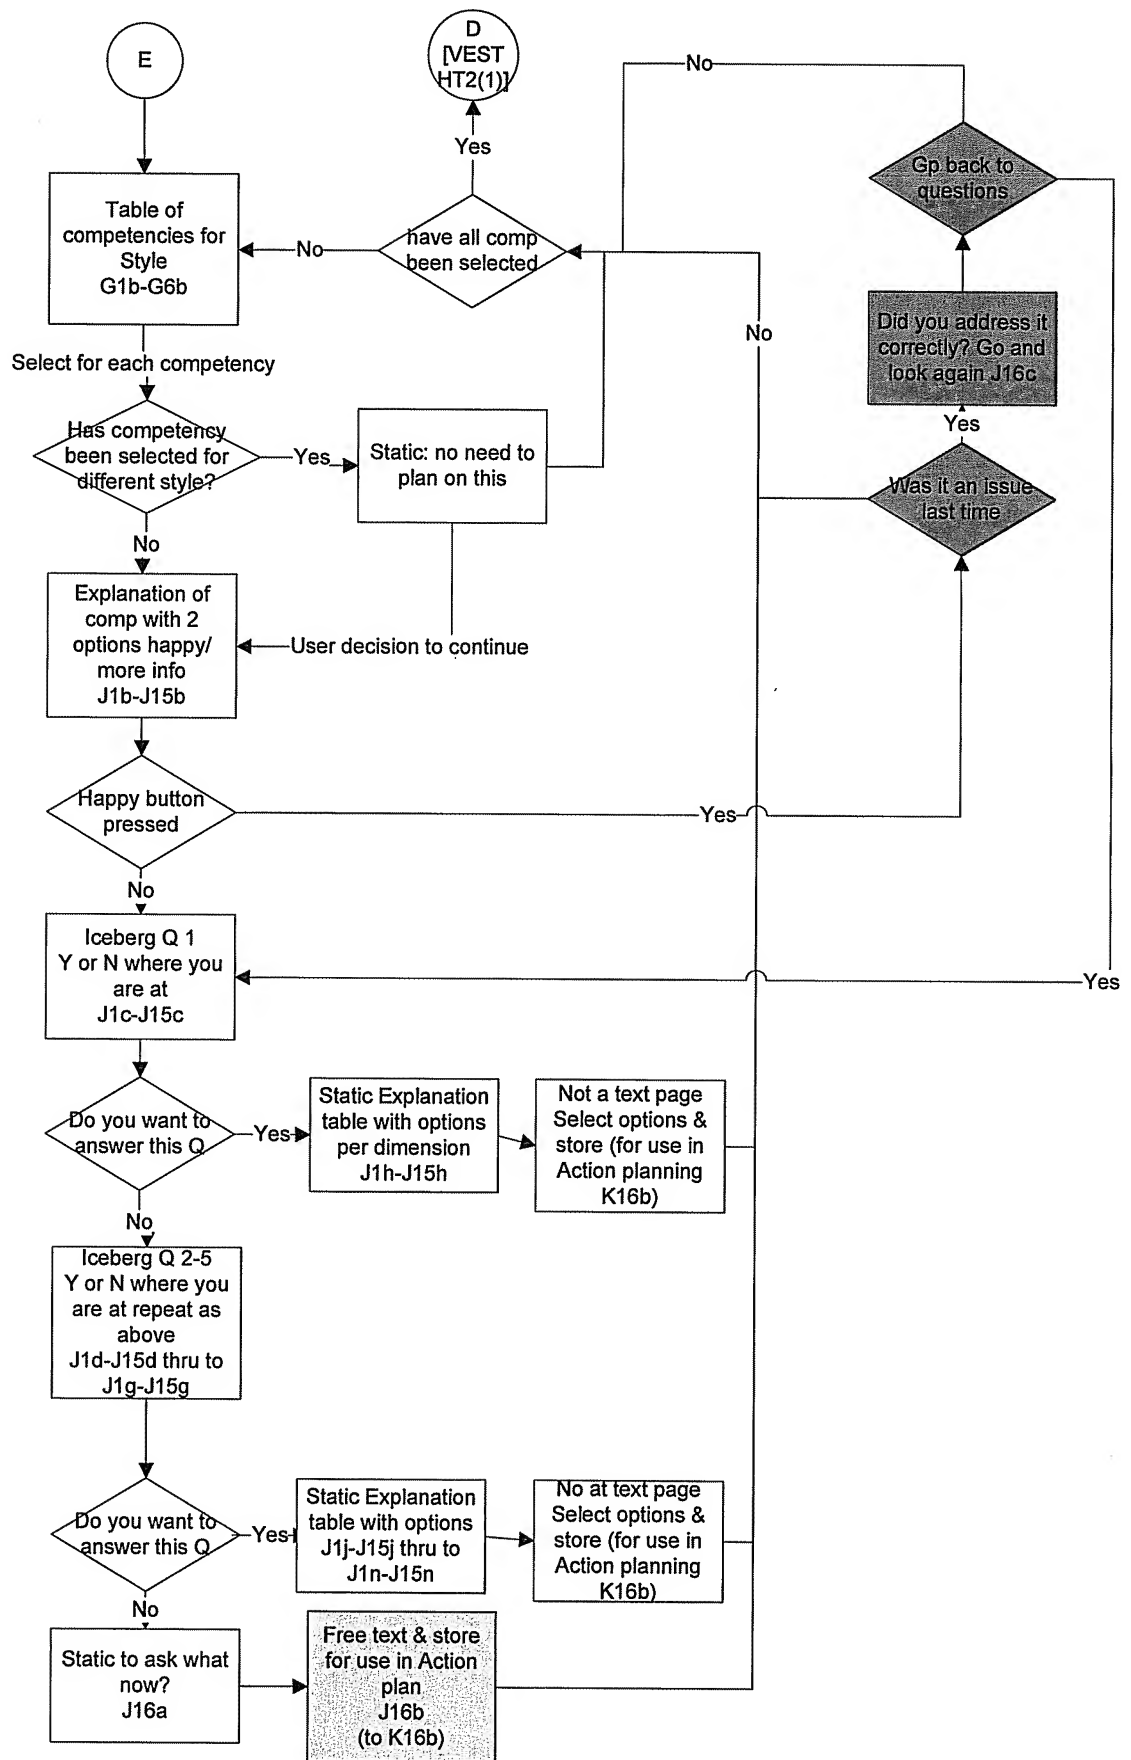 E
D
[VEST
HT2(1)]
No
Yes
Gp back to
questions
Table of
competencies for
Style
G1b-G6b
No
have all comp
been selected
No
Did you address it
correctly? Go and
look again J16c
Select for each competency
Yes
Has competency
been selected for
different style?
Yes
Static: no need to
plan on this
Was it an issue
last time
No
Explanation of
comp with 2
options happy/
more info
J1b-J15b
User decision to continue
Happy button
pressed
Yes
No
Iceberg Q 1
Y or N where you
are at
J1c-J15c
Yes
Do you want to
answer this Q
Yes
Static Explanation
table with options
per dimension
J1h-J15h
Not a text page
Select options &
store (for use in
Action planning
K16b)
No
Iceberg Q 2-5
Y or N where you
are at repeat as
above
J1d-J15d thru to
J1g-J15g
Do you want to
answer this Q
Yes
Static Explanation
table with options
J1j-J15j thru to
J1n-J15n
No at text page
Select options &
store (for use in
Action planning
K16b)
No
Static to ask what
now?
J16a
Free text & store
for use in Action
plan
J16b
(to K16b)